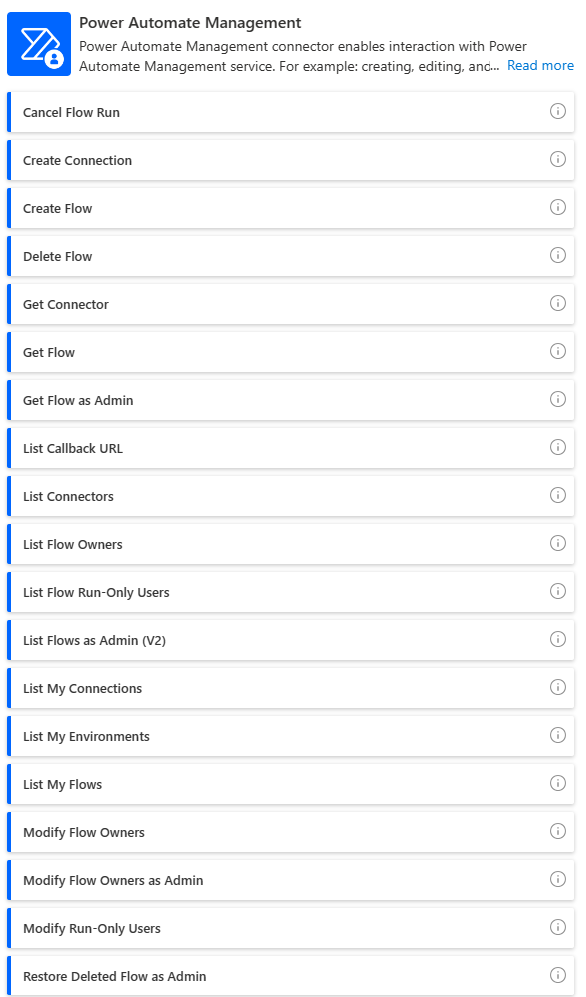 Power Automate Management
Power Automate Management connector enables interaction with Power
Automate Management service. For example: creating, editing, and... Read more
Cancel Flow Run
Create Connection
Create Flow
Delete Flow
Get Connector
Get Flow
Get Flow as Admin
List Callback URL
List Connectors
List Flow Owners
List Flow Run-Only Users
List Flows as Admin (V2)
List My Connections
List My Environments
List My Flows
Modify Flow Owners
Modify Flow Owners as Admin
Modify Run-Only Users
Restore Deleted Flow as Admin